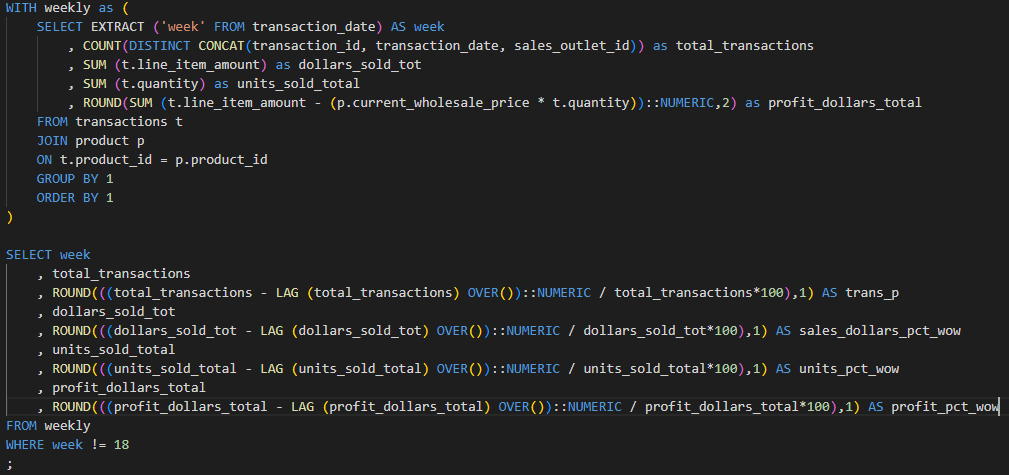 WITH weekly as (
SELECT EXTRACT ('week' FROM transaction_date) AS week
, COUNT(DISTINCT CONCAT(transaction_id, transaction_date, sales_outlet_id)) as total_transactions
, SUM (t.line_item_amount) as dollars_sold_tot
, SUM (t.quantity) as units_sold_total
, ROUND(SUM (t.line_item_amount - (p.current_wholesale_price * t.quantity))::NUMERIC,2) as profit_dollars_total
FROM transactions t
JOIN product p
ON t.product_id = p.product_id
GROUP BY 1
ORDER BY 1
)
SELECT week
, total_transactions
, ROUND(((total_transactions - LAG (total_transactions) OVER())::NUMERIC / total_transactions*100),1) AS trans_p
, dollars_sold_tot
, ROUND(((dollars_sold_tot - LAG (dollars_sold_tot) OVER())::NUMERIC / dollars_sold_tot*100),1) AS sales_dollars_pct_wow
, units_sold_total
, ROUND(((units_sold_total - LAG (units_sold_total) OVER())::NUMERIC / units_sold_total*100),1) AS units_pct_wow
, profit_dollars_total
, ROUND(((profit_dollars_total - LAG (profit_dollars_total) OVER())::NUMERIC / profit_dollars_total*100),1) AS profit_pct_wow
FROM weekly
WHERE week != 18
;